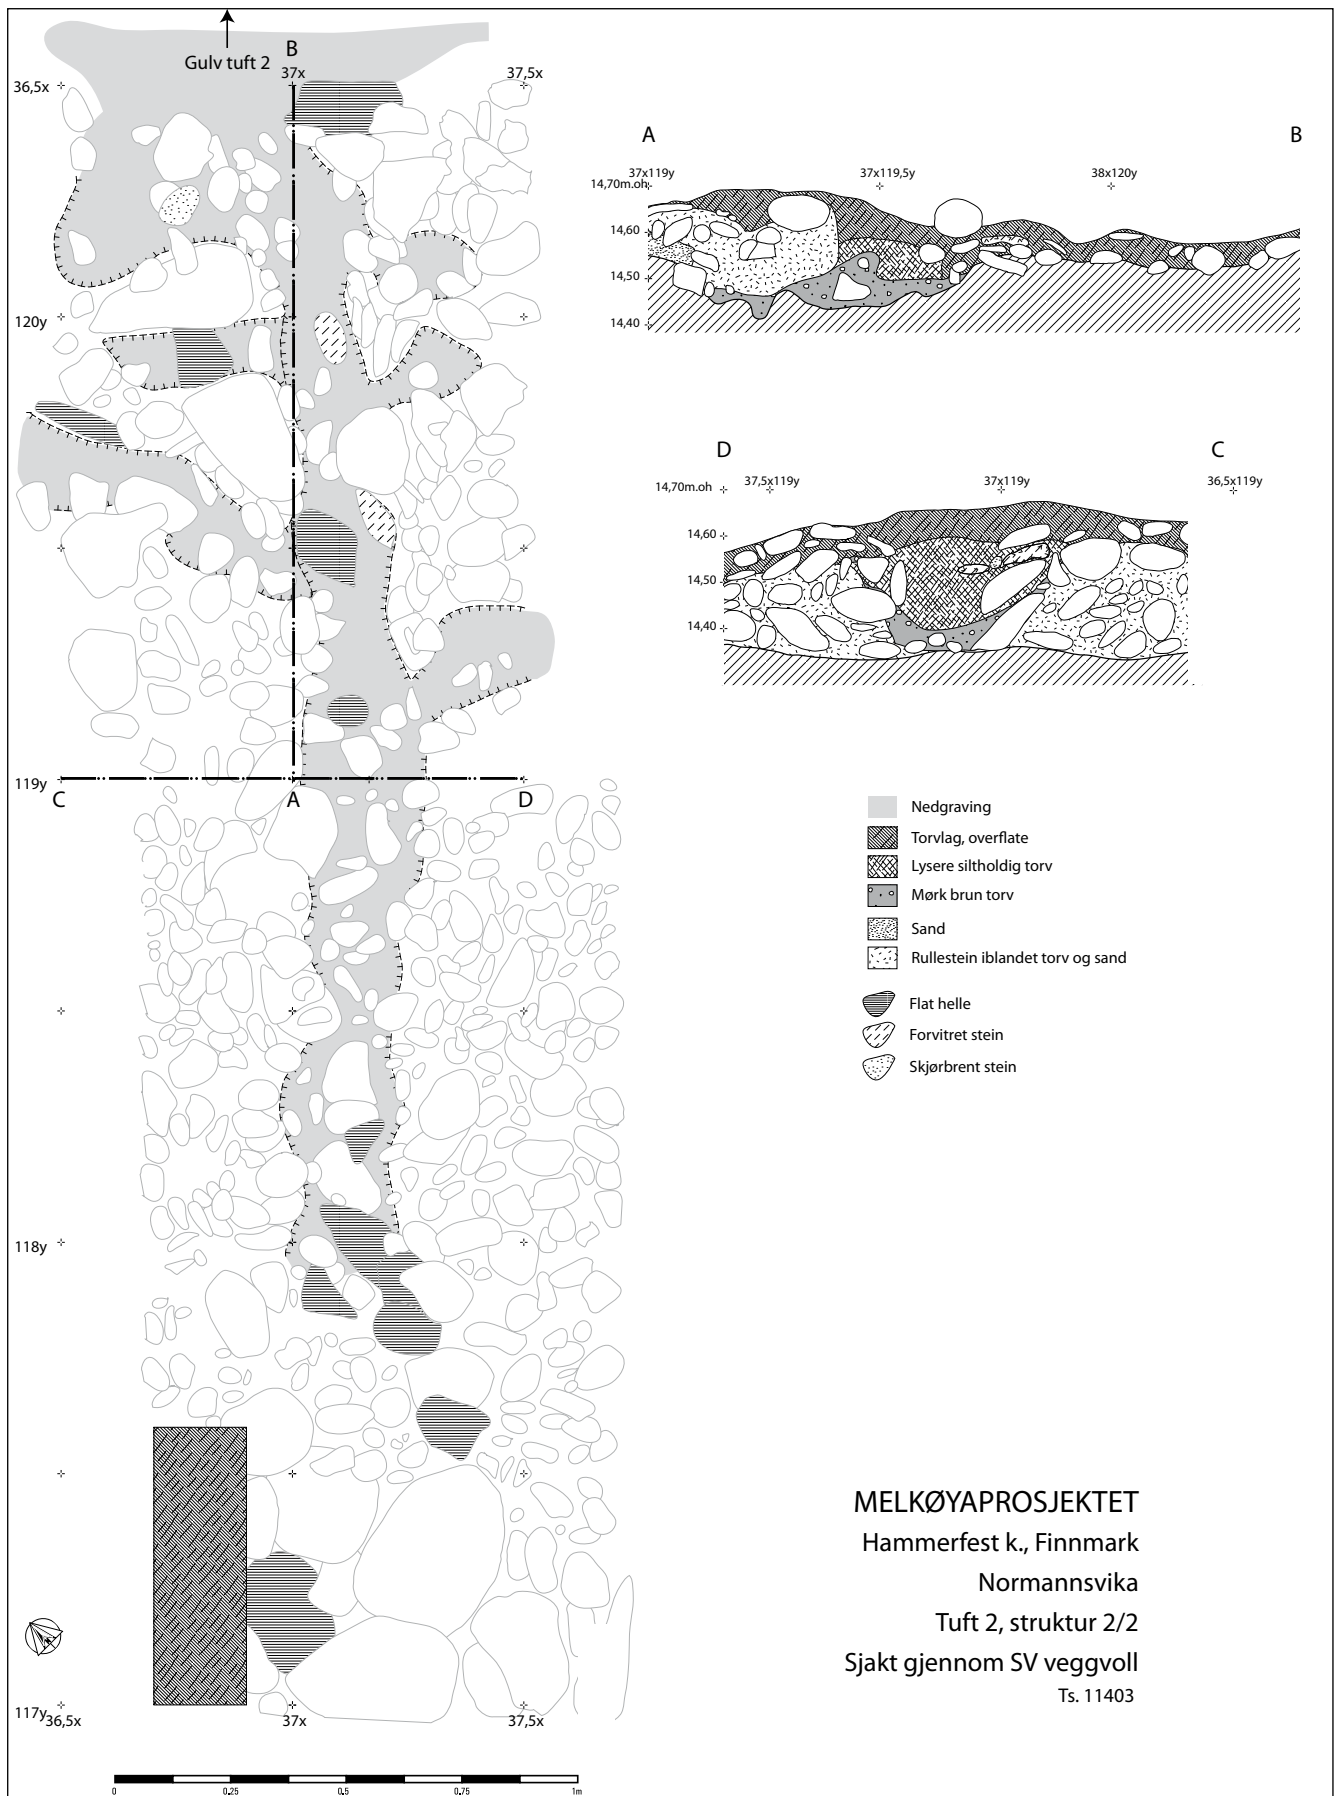 Gulv tuft 2
B
36,5x
37x
37,5x
120y
119y
C
A
D
118y
117y
36,5x
37x
37,5x
0
0,25
0,5
0,75
1m
A
B
37x119y
37x119,5y
38x120y
14,70m.oh
14,60
14,50
14,40
D
C
14,70m.oh
37,5x119y
37x119y
36,5x119y
14,60
14,50
14,40
Nedgraving
Torvlag, overflate
Lysere siltholdig torv
Mørk brun torv
Sand
Rullestein iblandet torv og sand
Flat helle
Forvitret stein
Skjørbrent stein
MELKØYAPROSJEKTET
Hammerfest k., Finnmark
Normannsvika
Tuft 2, struktur 2/2
Sjakt gjennom SV veggvoll
Ts. 11403